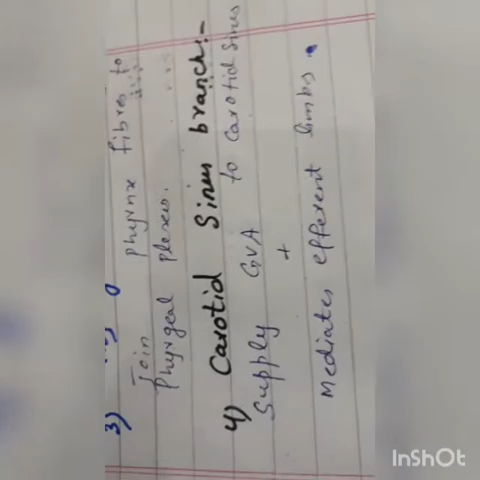 3)
phyrnx fibres to
Join
Phyrgeal plexus.
4) Carotid Sinus branch:-
Supply GVA to Carotid Sinus
+
Mediates efferent limbs.
InShOt